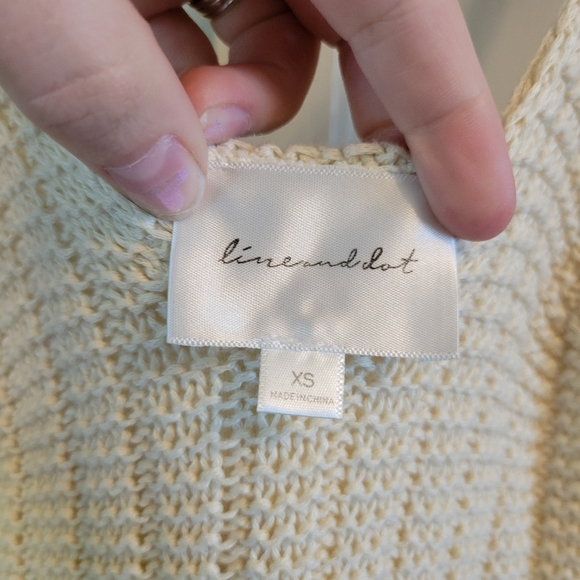 line and dot
XS
MADE IN CHINA